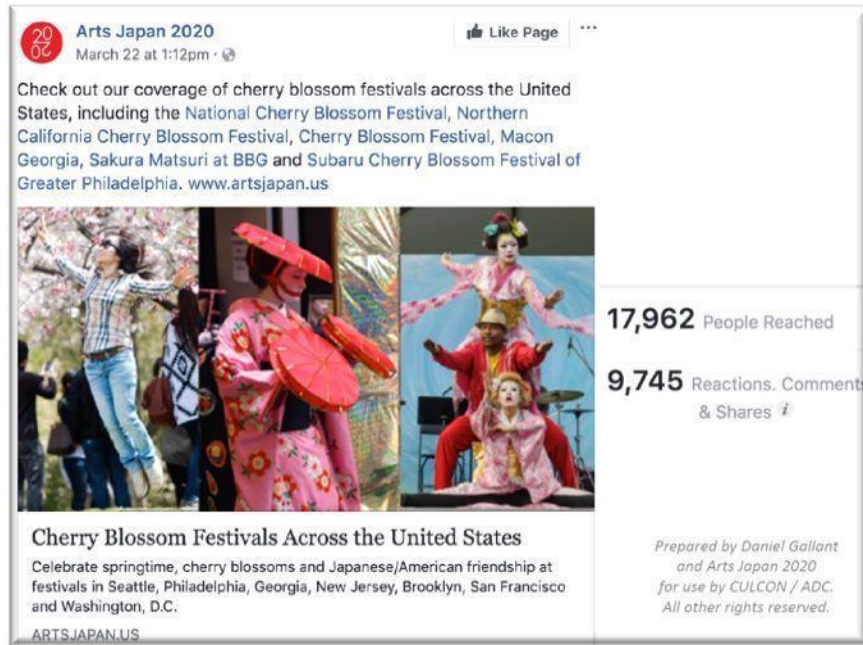 20
20
Arts Japan 2020
Like Page
March 22 at 1:12pm ·
Check out our coverage of cherry blossom festivals across the United
States, including the National Cherry Blossom Festival, Northern
California Cherry Blossom Festival, Cherry Blossom Festival, Macon
Georgia, Sakura Matsuri at BBG and Subaru Cherry Blossom Festival of
Greater Philadelphia. www.artsjapan.us
17,962 People Reached
9,745 Reactions. Comments
& Shares i
Cherry Blossom Festivals Across the United States
Celebrate springtime, cherry blossoms and Japanese/American friendship at
festivals in Seattle, Philadelphia, Georgia, New Jersey, Brooklyn, San Francisco
and Washington, D.C.
ARTSJAPAN.US
Prepared by Daniel Gallant
and Arts Japan 2020
for use by CULCON / ADC.
All other rights reserved.